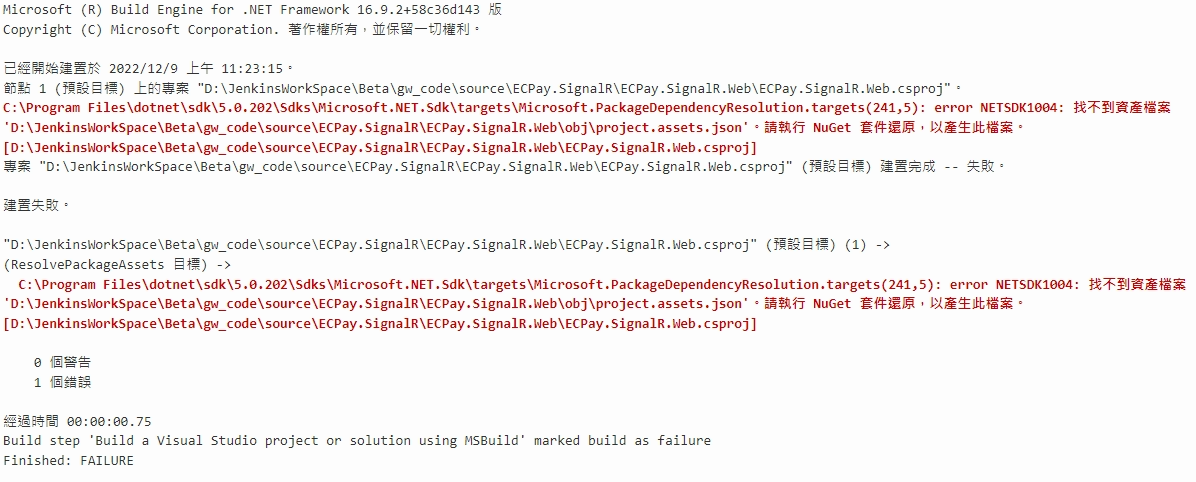 Microsoft (R) Build Engine for .NET Framework 16.9.2+58c36d143 版
Copyright (C) Microsoft Corporation. 著作權所有，並保留一切權利。
已經開始建置於 2022/12/9 上午 11:23:15。
節點 1 (預設目標) 上的專案 "D:\JenkinsWorkSpace\Beta\gw_code\source\ECPay.SignalR\ECPay.SignalR.Web\ECPay.SignalR.Web.csproj"。
C:\Program Files\dotnet\sdk\5.0.202\Sdks\Microsoft.NET.Sdk\targets\Microsoft.PackageDependencyResolution.targets(241,5): error NETSDK1004: 找不到資產檔案
'D:\JenkinsWorkSpace\Beta\gw_code\source\ECPay.SignalR\ECPay.SignalR.Web\obj\project.assets.json'。請執行 NuGet 套件還原，以產生此檔案。
[D:\JenkinsWorkSpace\Beta\gw_code\source\ECPay.SignalR\ECPay.SignalR.Web\ECPay.SignalR.Web.csproj]
專案 "D:\JenkinsWorkSpace\Beta\gw_code\source\ECPay.SignalR\ECPay.SignalR.Web\ECPay.SignalR.Web.csproj" (預設目標) 建置完成 -- 失敗。
建置失敗。
"D:\JenkinsWorkSpace\Beta\gw_code\source\ECPay.SignalR\ECPay.SignalR.Web\ECPay.SignalR.Web.csproj" (預設目標) (1) ->
(ResolvePackageAssets 目標) ->
C:\Program Files\dotnet\sdk\5.0.202\Sdks\Microsoft.NET.Sdk\targets\Microsoft.PackageDependencyResolution.targets(241,5): error NETSDK1004: 找不到資產檔案
'D:\JenkinsWorkSpace\Beta\gw_code\source\ECPay.SignalR\ECPay.SignalR.Web\obj\project.assets.json'。請執行 NuGet 套件還原，以產生此檔案。
[D:\JenkinsWorkSpace\Beta\gw_code\source\ECPay.SignalR\ECPay.SignalR.Web\ECPay.SignalR.Web.csproj]
0 個警告
1 個錯誤
經過時間 00:00:00.75
Build step 'Build a Visual Studio project or solution using MSBuild' marked build as failure
Finished: FAILURE